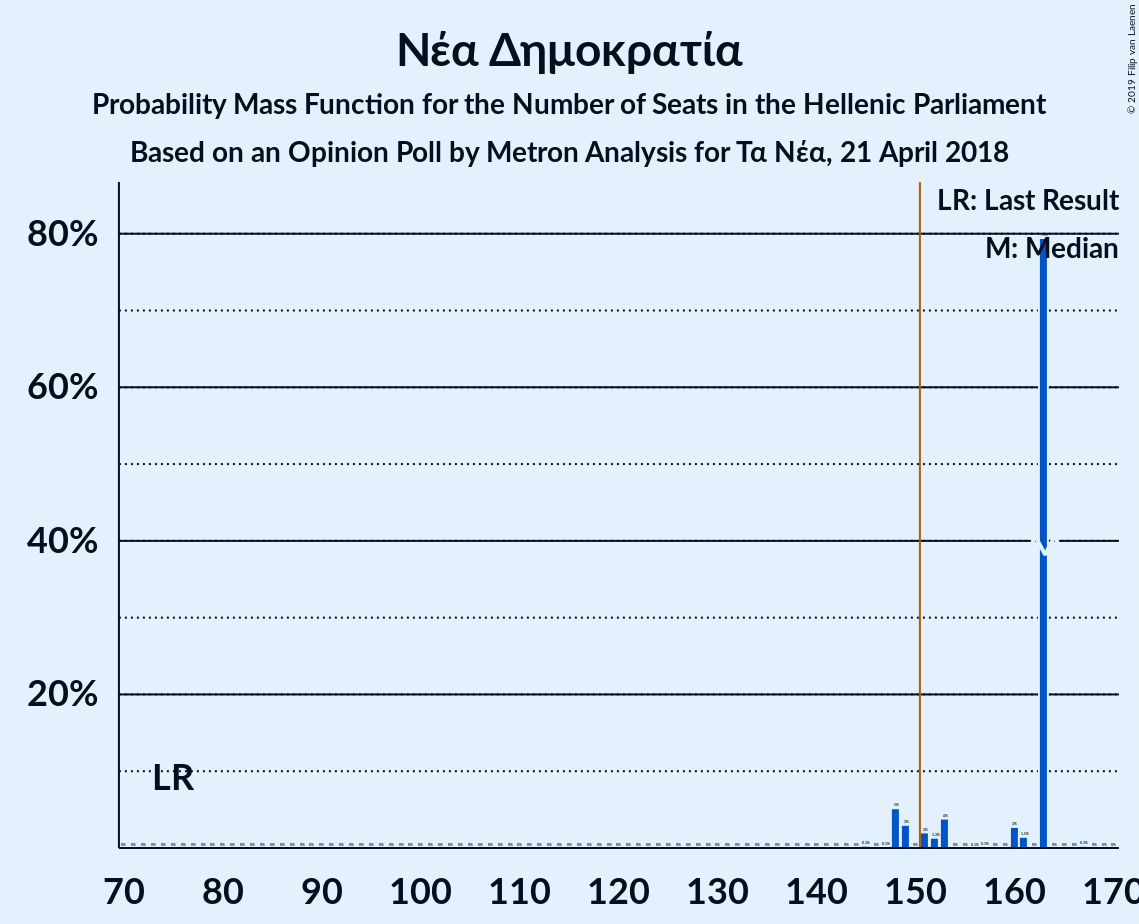 © 2019 Filip van Laenen
Νέα Δημοκρατία
Probability Mass Function for the Number of Seats in the Hellenic Parliament
Based on an Opinion Poll by Metron Analysis for Τα Νέα, 21 April 2018
LR: Last Result
M: Median
80%
60%
40%
20%
LR
70 80 90 100 110 120 130 140 150 160 170